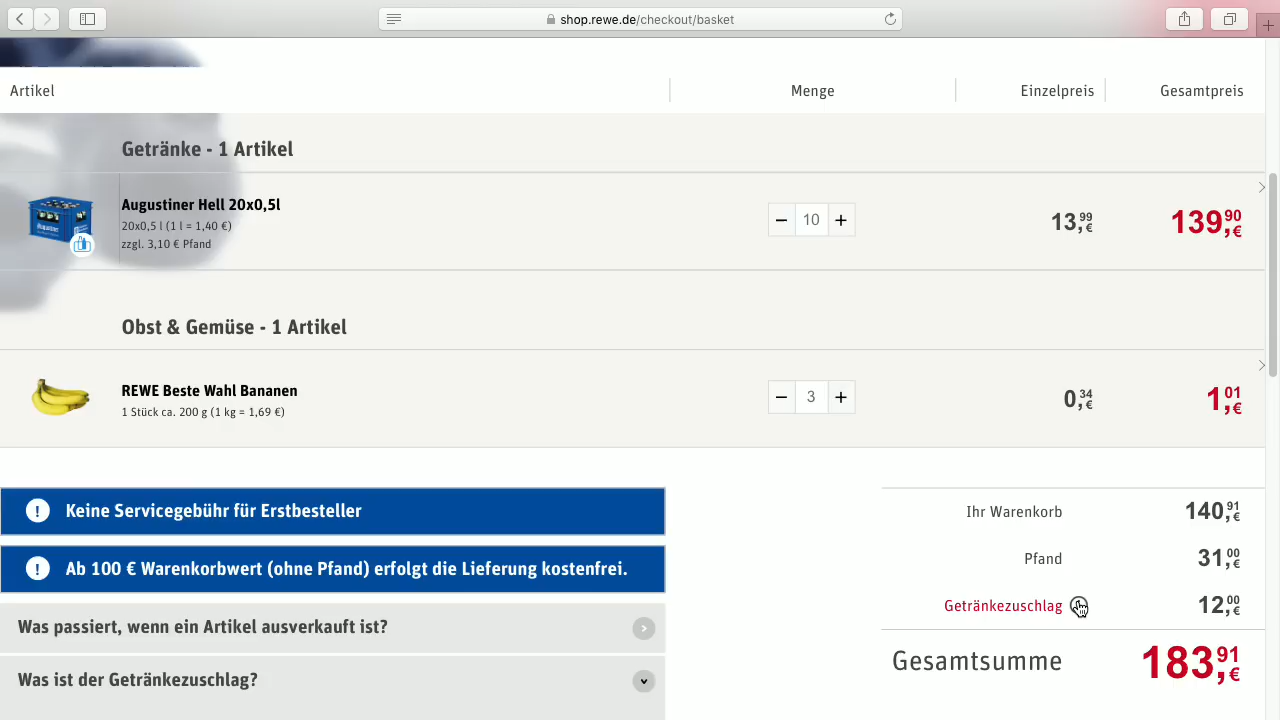 shop.rewe.de/checkout/basket
Artikel Menge Einzelpreis Gesamtpreis
Getränke - 1 Artikel
Augustiner Hell 20x0,5l
20x0,5 l (1 l = 1,40 €)
zzgl. 3,10 € Pfand
10
13,99 €
139,90 €
Obst & Gemüse - 1 Artikel
REWE Beste Wahl Bananen
1 Stück ca. 200 g (1 kg = 1,69 €)
3
0,34 €
1,01 €
Keine Servicegebühr für Erstbesteller
Ab 100 € Warenkorbwert (ohne Pfand) erfolgt die Lieferung kostenfrei.
Was passiert, wenn ein Artikel ausverkauft ist?
Was ist der Getränkezuschlag?
Ihr Warenkorb 140,91 €
Pfand 31,00 €
Getränkezuschlag 12,00 €
Gesamtsumme 183,91 €